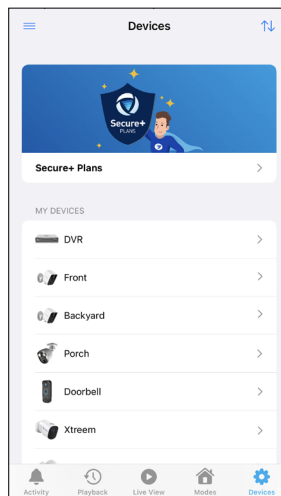 Devices
Secure+
PLANS
Secure+ Plans
MY DEVICES
DVR
Front
Backyard
Porch
Doorbell
Xtreem
Activity Playback Live View Modes Devices